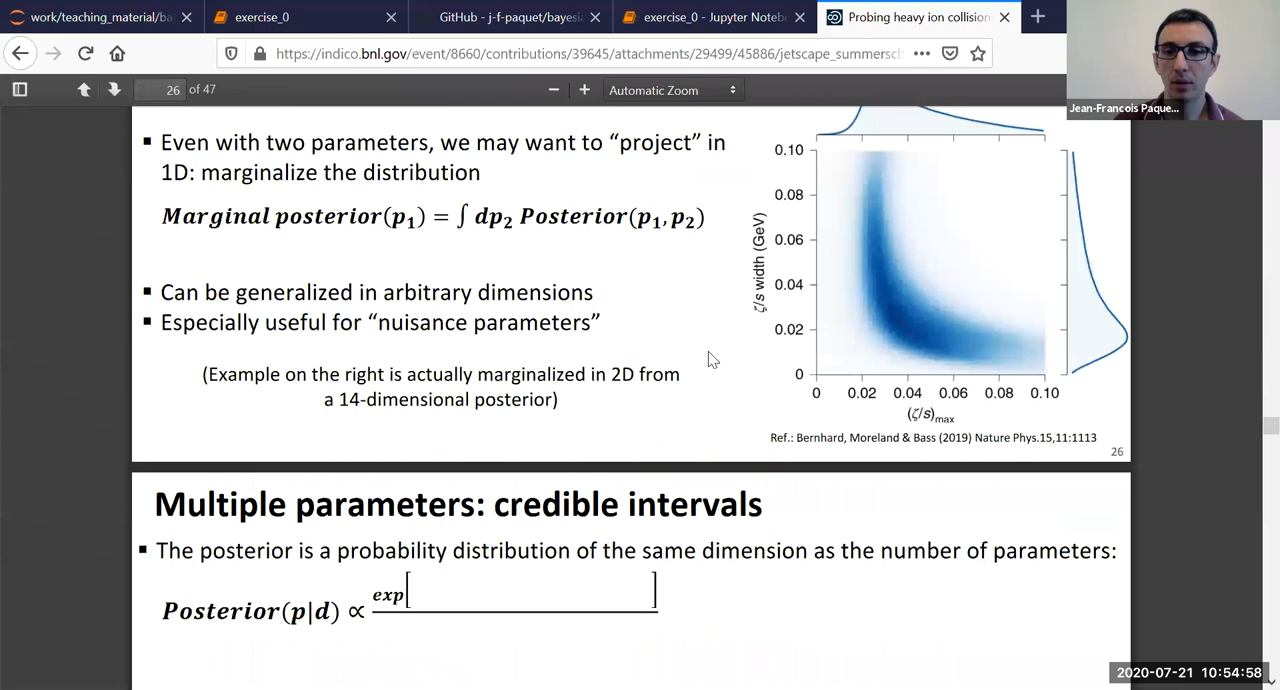 work/teaching_material/ba
exercise_0
GitHub - j-f-paquet/bayesia
exercise_0 - Jupyter Noteb
Probing heavy ion collision
https://indico.bnl.gov/event/8660/contributions/39645/attachments/29499/45886/jetscape_summersch
Jean-Francois Paque...
26 of 47
Automatic Zoom
▪ Even with two parameters, we may want to “project” in
1D: marginalize the distribution
Marginal posterior(p₁) = ∫ dp₂ Posterior(p₁, p₂)
▪ Can be generalized in arbitrary dimensions
▪ Especially useful for “nuisance parameters”
(Example on the right is actually marginalized in 2D from
a 14-dimensional posterior)
0.10
0.08
0.06
0.04
0.02
0
ζ/s width (GeV)
0 0.02 0.04 0.06 0.08 0.10
(ζ/s)max
Ref.: Bernhard, Moreland & Bass (2019) Nature Phys.15,11:1113
26
Multiple parameters: credible intervals
▪ The posterior is a probability distribution of the same dimension as the number of parameters:
Posterior(p|d) ∝ exp[ ]
2020-07-21 10:54:58